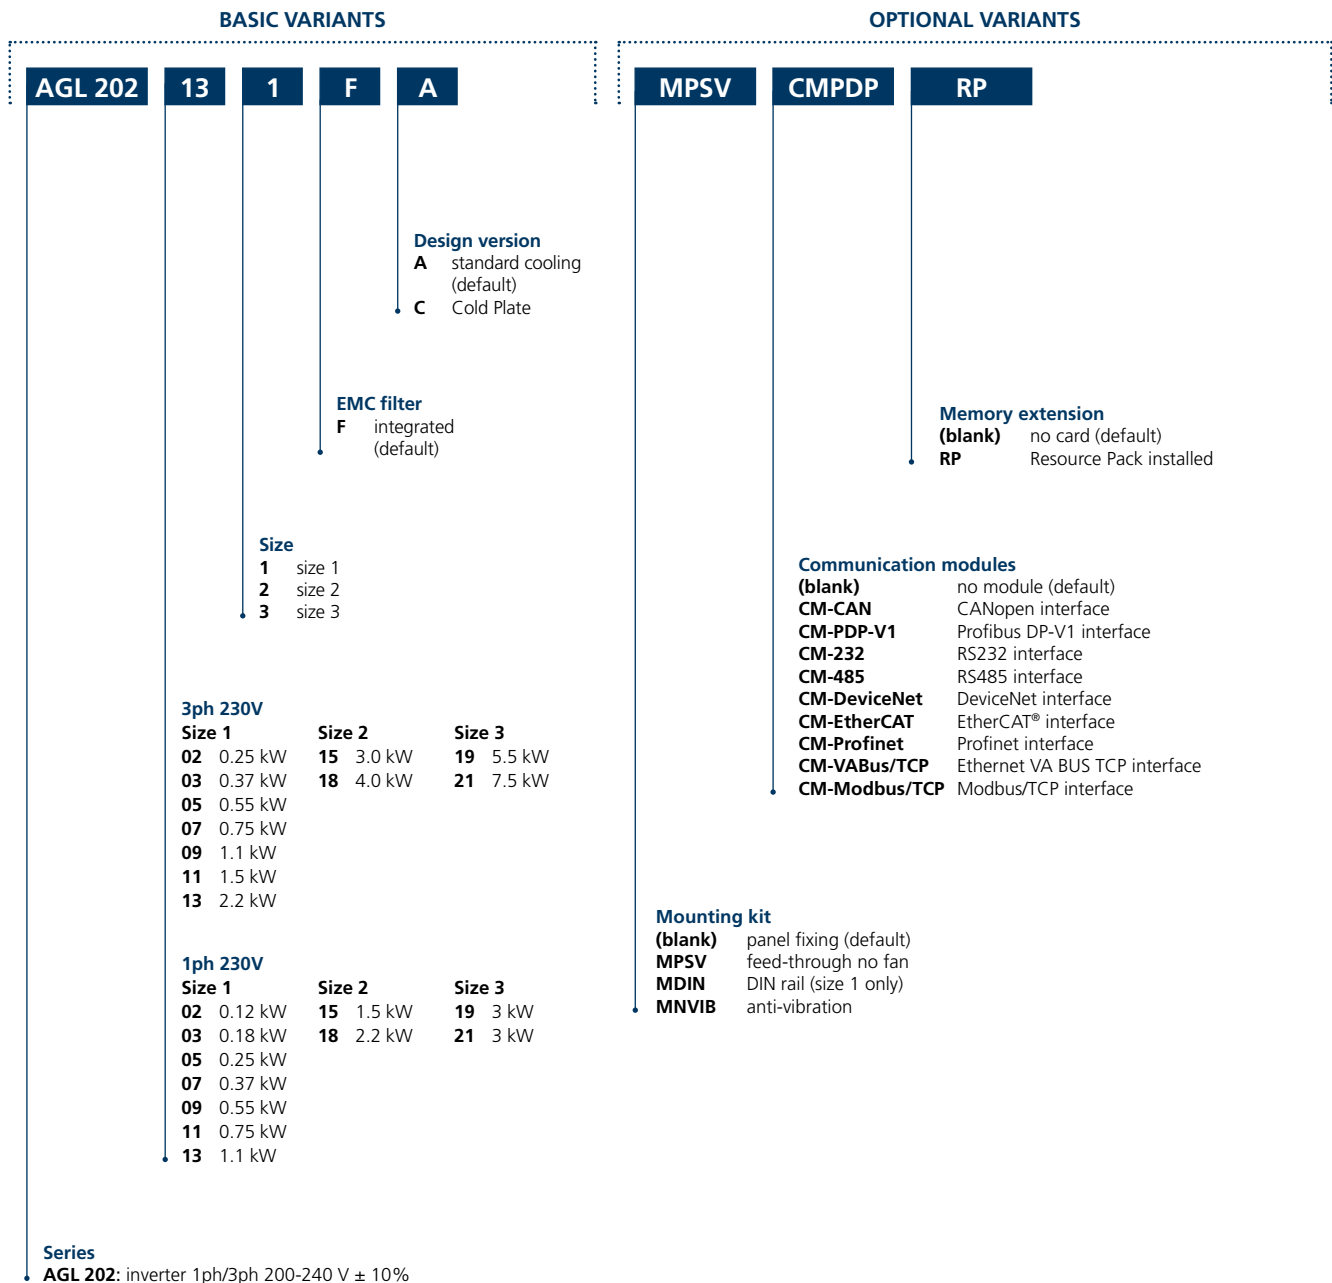 BASIC VARIANTS
OPTIONAL VARIANTS
AGL 202 13 1 F A
MPSV CMPDP RP
Design version
A standard cooling
(default)
C Cold Plate
EMC filter
F integrated
(default)
Memory extension
(blank) no card (default)
RP Resource Pack installed
Size
1 size 1
2 size 2
3 size 3
Communication modules
(blank) no module (default)
CM-CAN CANopen interface
CM-PDP-V1 Profibus DP-V1 interface
CM-232 RS232 interface
CM-485 RS485 interface
CM-DeviceNet DeviceNet interface
CM-EtherCAT EtherCAT® interface
CM-Profinet Profinet interface
CM-VABus/TCP Ethernet VA BUS TCP interface
CM-Modbus/TCP Modbus/TCP interface
3ph 230V
Size 1 Size 2 Size 3
02 0.25 kW 15 3.0 kW 19 5.5 kW
03 0.37 kW 18 4.0 kW 21 7.5 kW
05 0.55 kW
07 0.75 kW
09 1.1 kW
11 1.5 kW
13 2.2 kW
Mounting kit
(blank) panel fixing (default)
MPSV feed-through no fan
MDIN DIN rail (size 1 only)
MNVIB anti-vibration
1ph 230V
Size 1 Size 2 Size 3
02 0.12 kW 15 1.5 kW 19 3 kW
03 0.18 kW 18 2.2 kW 21 3 kW
05 0.25 kW
07 0.37 kW
09 0.55 kW
11 0.75 kW
13 1.1 kW
Series
AGL 202: inverter 1ph/3ph 200-240 V ± 10%